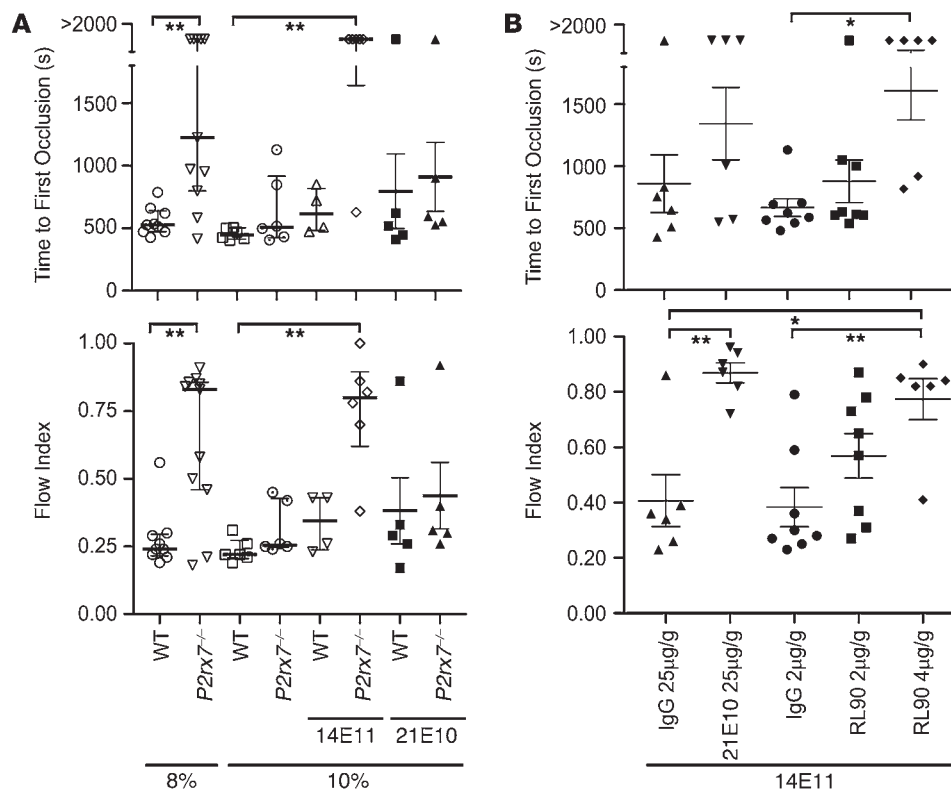 A
Time to First Occlusion (s)
>2000
1500
1000
500
0
**
**
Flow Index
1.00
0.75
0.50
0.25
0.00
**
**
WT
P2rx7⁻/⁻
WT
P2rx7⁻/⁻
WT
P2rx7⁻/⁻
WT
P2rx7⁻/⁻
14E11
21E10
8%
10%
B
Time to First Occlusion (s)
>2000
1500
1000
500
0
*
Flow Index
1.00
0.80
0.60
0.40
0.20
0.00
*
**
**
IgG 25µg/g
21E10 25µg/g
IgG 2µg/g
RL90 2µg/g
RL90 4µg/g
14E11